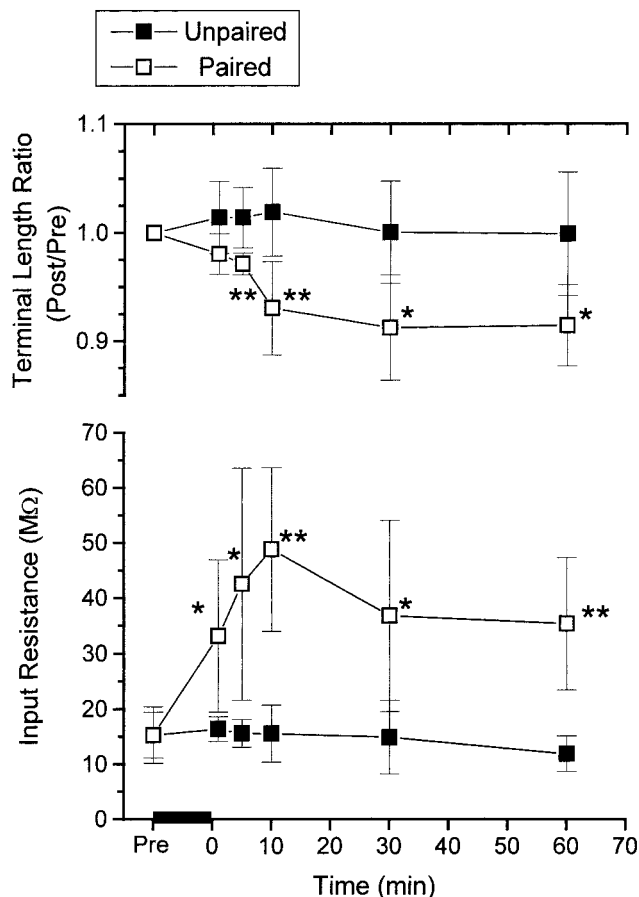 Unpaired
Paired
Terminal Length Ratio
(Post/Pre)
1.1
1.0
0.9
** **
*
*
Input Resistance (MΩ)
70
60
50
40
30
20
10
0
*
*
**
*
**
Pre 0 10 20 30 40 50 60 70
Time (min)